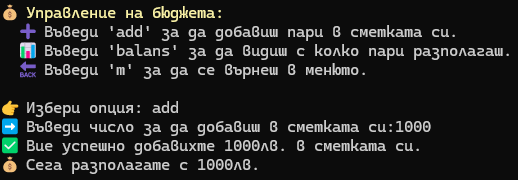 💰 Управление на бюджета:
➕ Въведи 'add' за да добавиш пари в сметката си.
📊 Въведи 'balans' за да видиш с колко пари разполагаш.
🔙 Въведи 'm' за да се върнеш в менюто.
👉 Избери опция: add
➡️ Въведи число за да добавиш в сметката си:1000
✅ Вие успешно добавихте 1000лв. в сметката си.
💰 Сега разполагате с 1000лв.